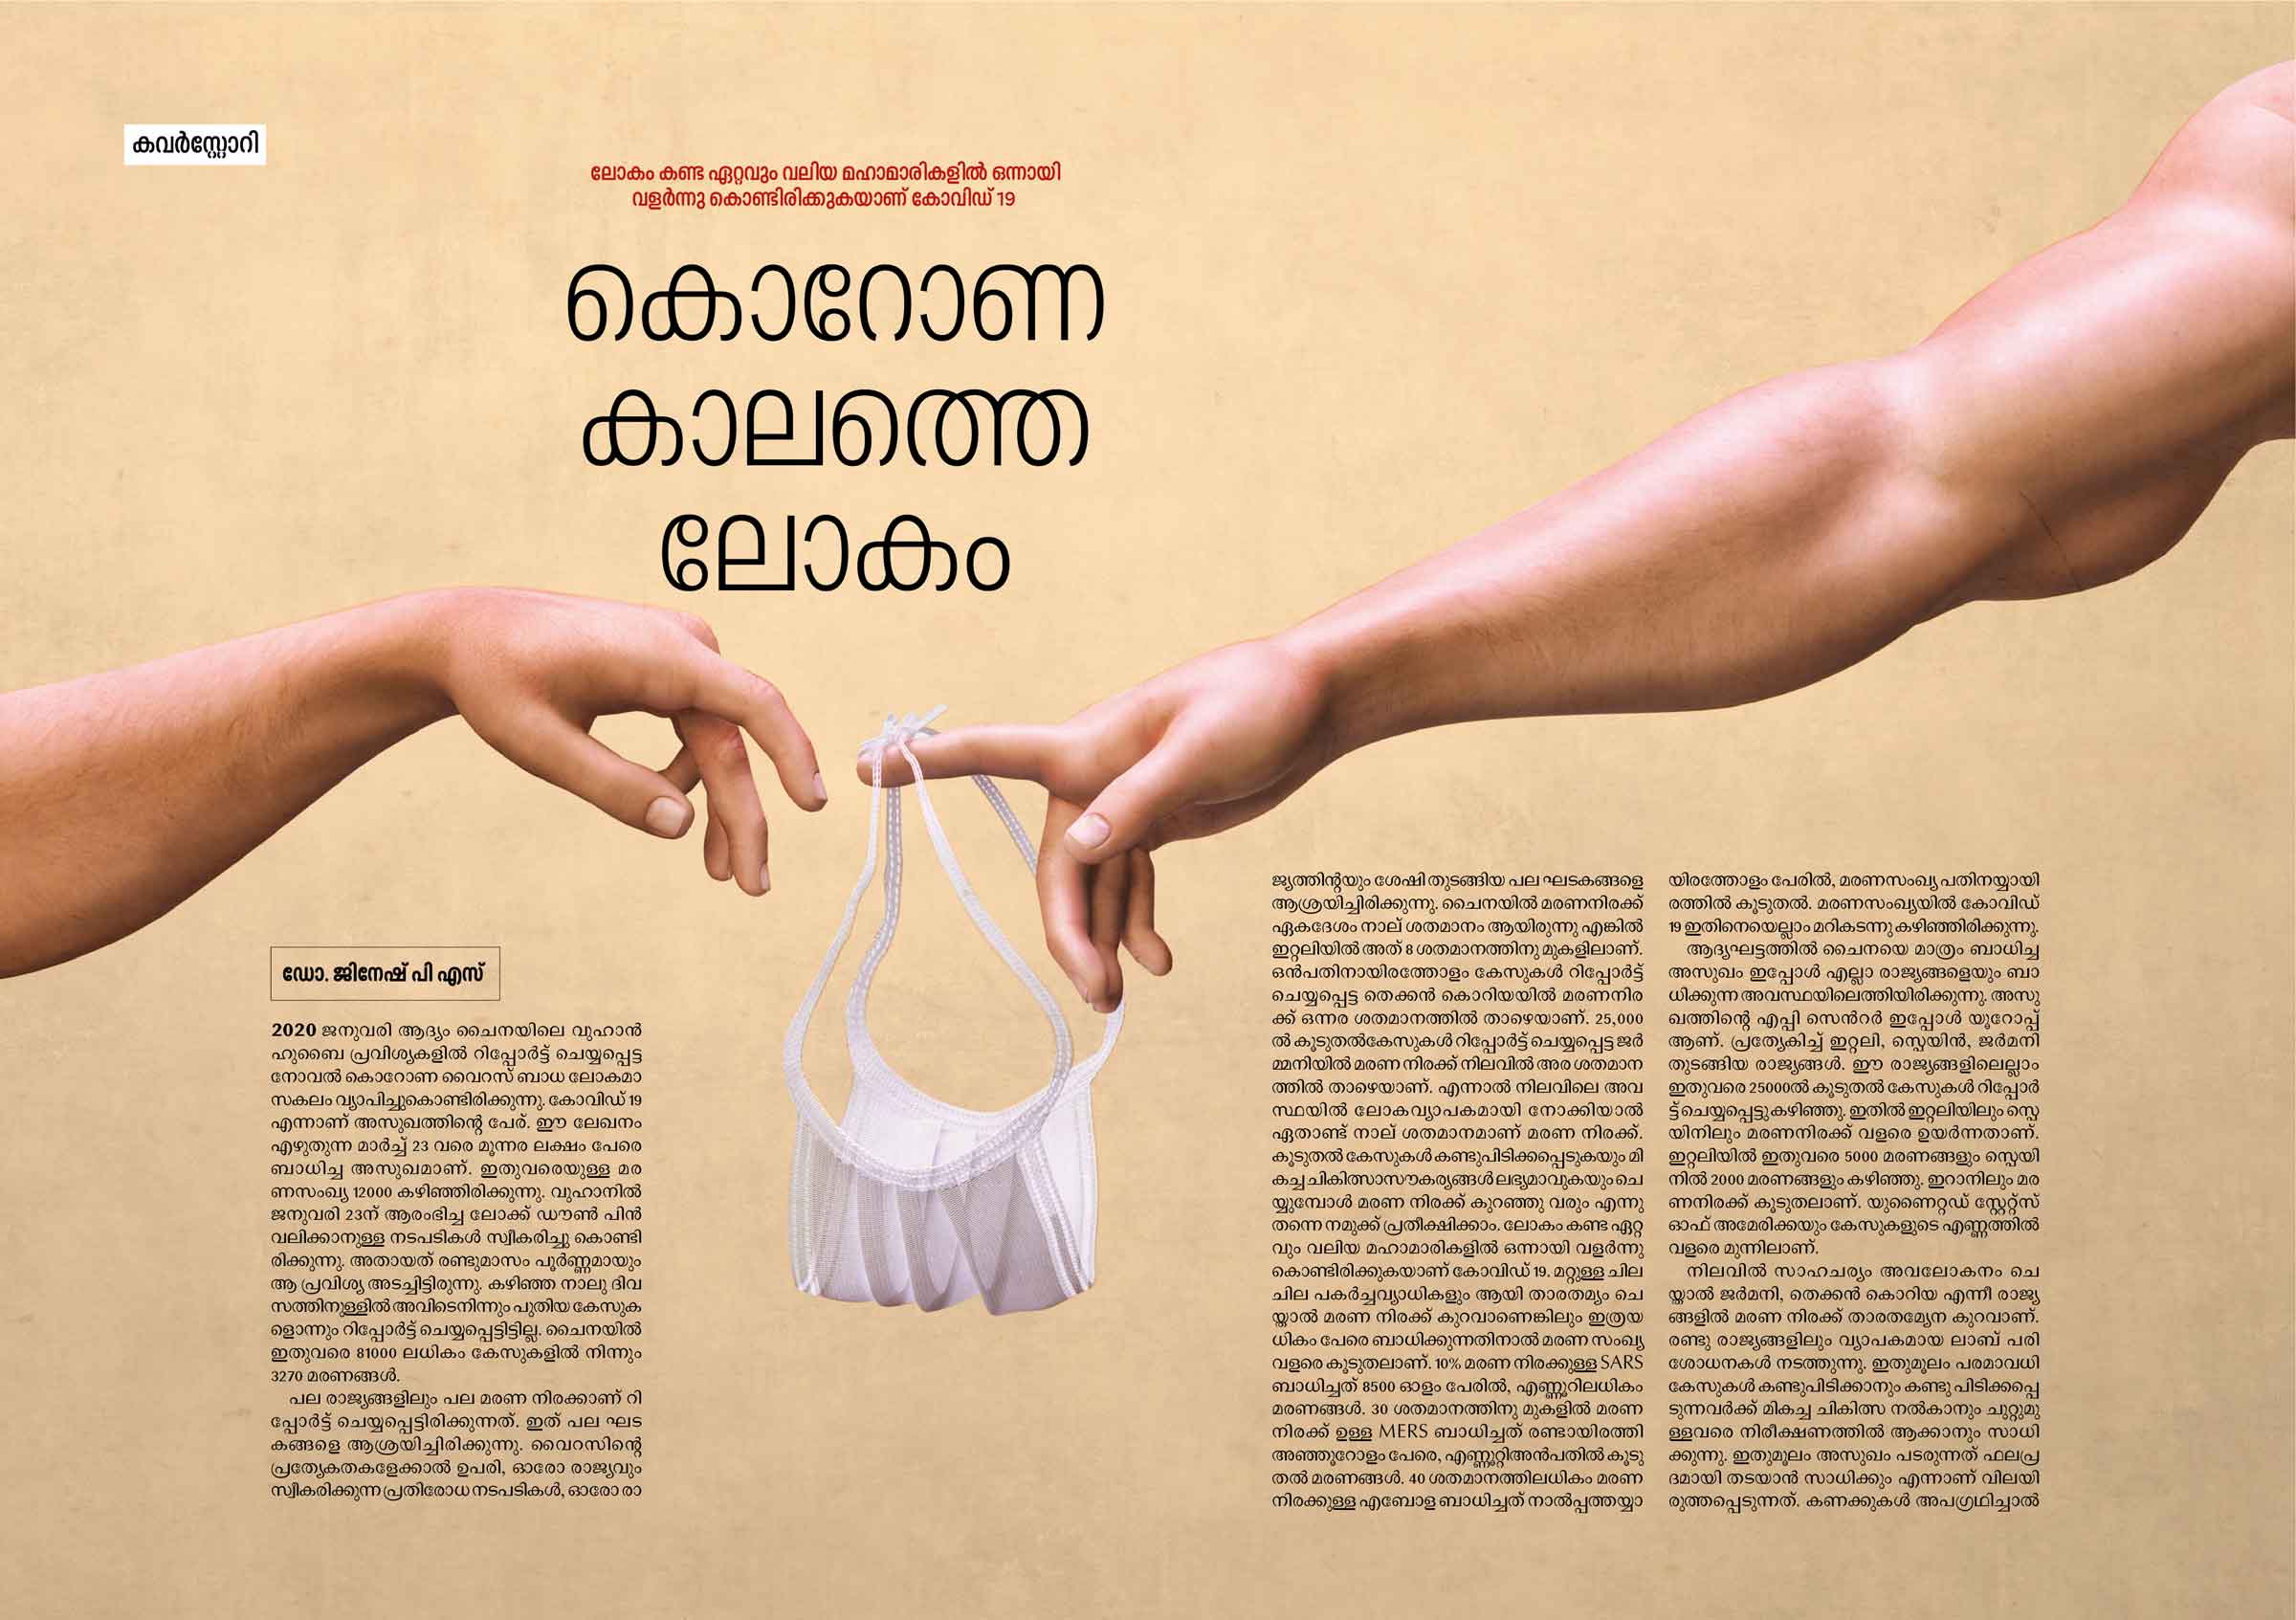 കവർസ്റ്റോറി
ലോകം കണ്ട ഏറ്റവും വലിയ മഹാമാരികളിൽ ഒന്നായി
വളർന്നു കൊണ്ടിരിക്കുകയാണ് കോവിഡ് 19
കൊറോണ
കാലത്തെ
ലോകം
ഡോ. ജിനേഷ് പി എസ്
2020 ജനുവരി ആദ്യം ചൈനയിലെ വുഹാൻ
ഹുബൈ പ്രവിശ്യകളിൽ റിപ്പോർട്ട് ചെയ്യപ്പെട്ട
നോവൽ കൊറോണ വൈറസ് ബാധ ലോകമാ
സകലം വ്യാപിച്ചുകൊണ്ടിരിക്കുന്നു. കോവിഡ് 19
എന്നാണ് അസുഖത്തിന്റെ പേര്. ഈ ലേഖനം
എഴുതുന്ന മാർച്ച് 23 വരെ മൂന്നര ലക്ഷം പേരെ
ബാധിച്ച അസുഖമാണ്. ഇതുവരെയുള്ള മര
ണസംഖ്യ 12000 കഴിഞ്ഞിരിക്കുന്നു. വുഹാനിൽ
ജനുവരി 23ന് ആരംഭിച്ച ലോക്ക് ഡൗൺ പിൻ
വലിക്കാനുള്ള നടപടികൾ സ്വീകരിച്ചു കൊണ്ടി
രിക്കുന്നു. അതായത് രണ്ടുമാസം പൂർണ്ണമായും
ആ പ്രവിശ്യ അടച്ചിട്ടിരുന്നു. കഴിഞ്ഞ നാലു ദിവ
സത്തിനുള്ളിൽ അവിടെനിന്നും പുതിയ കേസുക
ളൊന്നും റിപ്പോർട്ട് ചെയ്യപ്പെട്ടിട്ടില്ല. ചൈനയിൽ
ഇതുവരെ 81000 ലധികം കേസുകളിൽ നിന്നും
3270 മരണങ്ങൾ.
പല രാജ്യങ്ങളിലും പല മരണ നിരക്കാണ് റി
പ്പോർട്ട് ചെയ്യപ്പെട്ടിരിക്കുന്നത്. ഇത് പല ഘട
കങ്ങളെ ആശ്രയിച്ചിരിക്കുന്നു. വൈറസിന്റെ
പ്രത്യേകതകളേക്കാൽ ഉപരി, ഓരോ രാജ്യവും
സ്വീകരിക്കുന്ന പ്രതിരോധ നടപടികൾ, ഓരോ രാ
ജ്യത്തിന്റയും ശേഷി തുടങ്ങിയ പല ഘടകങ്ങളെ
ആശ്രയിച്ചിരിക്കുന്നു. ചൈനയിൽ മരണനിരക്ക്
ഏകദേശം നാല് ശതമാനം ആയിരുന്നു എങ്കിൽ
ഇറ്റലിയിൽ അത് 8 ശതമാനത്തിനു മുകളിലാണ്.
ഒൻപതിനായിരത്തോളം കേസുകൾ റിപ്പോർട്ട്
ചെയ്യപ്പെട്ട തെക്കൻ കൊറിയയിൽ മരണനിര
ക്ക് ഒന്നര ശതമാനത്തിൽ താഴെയാണ്. 25,000
ൽ കൂടുതൽകേസുകൾ റിപ്പോർട്ട് ചെയ്യപ്പെട്ട ജർ
മ്മനിയിൽ മരണ നിരക്ക് നിലവിൽ അര ശതമാന
ത്തിൽ താഴെയാണ്. എന്നാൽ നിലവിലെ അവ
സ്ഥയിൽ ലോകവ്യാപകമായി നോക്കിയാൽ
ഏതാണ്ട് നാല് ശതമാനമാണ് മരണ നിരക്ക്.
കൂടുതൽ കേസുകൾ കണ്ടുപിടിക്കപ്പെടുകയും മി
കച്ച ചികിത്സാസൗകര്യങ്ങൾ ലഭ്യമാവുകയും ചെ
യ്യുമ്പോൾ മരണ നിരക്ക് കുറഞ്ഞു വരും എന്നു
തന്നെ നമുക്ക് പ്രതീക്ഷിക്കാം. ലോകം കണ്ട ഏറ്റ
വും വലിയ മഹാമാരികളിൽ ഒന്നായി വളർന്നു
കൊണ്ടിരിക്കുകയാണ് കോവിഡ് 19. മറ്റുള്ള ചില
ചില പകർച്ചവ്യാധികളും ആയി താരതമ്യം ചെ
യ്താൽ മരണ നിരക്ക് കുറവാണെങ്കിലും ഇത്രയ
ധികം പേരെ ബാധിക്കുന്നതിനാൽ മരണ സംഖ്യ
വളരെ കൂടുതലാണ്. 10% മരണ നിരക്കുള്ള SARS
ബാധിച്ചത് 8500 ഓളം പേരിൽ, എണ്ണൂറിലധികം
മരണങ്ങൾ. 30 ശതമാനത്തിനു മുകളിൽ മരണ
നിരക്ക് ഉള്ള MERS ബാധിച്ചത് രണ്ടായിരത്തി
അഞ്ഞൂറോളം പേരെ, എണ്ണൂറ്റിഅൻപതിൽ കൂടു
തൽ മരണങ്ങൾ. 40 ശതമാനത്തിലധികം മരണ
നിരക്കുള്ള എബോള ബാധിച്ചത് നാൽപ്പത്തയ്യാ
യിരത്തോളം പേരിൽ, മരണസംഖ്യ പതിനയ്യായി
രത്തിൽ കൂടുതൽ. മരണസംഖ്യയിൽ കോവിഡ്
19 ഇതിനെയെല്ലാം മറികടന്നു കഴിഞ്ഞിരിക്കുന്നു.
ആദ്യഘട്ടത്തിൽ ചൈനയെ മാത്രം ബാധിച്ച
അസുഖം ഇപ്പോൾ എല്ലാ രാജ്യങ്ങളെയും ബാ
ധിക്കുന്ന അവസ്ഥയിലെത്തിയിരിക്കുന്നു. അസു
ഖത്തിന്റെ എപ്പി സെൻറർ ഇപ്പോൾ യൂറോപ്പ്
ആണ്. പ്രത്യേകിച്ച് ഇറ്റലി, സ്പെയിൻ, ജർമനി
തുടങ്ങിയ രാജ്യങ്ങൾ. ഈ രാജ്യങ്ങളിലെല്ലാം
ഇതുവരെ 25000ൽ കൂടുതൽ കേസുകൾ റിപ്പോർ
ട്ട് ചെയ്യപ്പെട്ടുകഴിഞ്ഞു. ഇതിൽ ഇറ്റലിയിലും സ്പെ
യിനിലും മരണനിരക്ക് വളരെ ഉയർന്നതാണ്.
ഇറ്റലിയിൽ ഇതുവരെ 5000 മരണങ്ങളും സ്പെയി
നിൽ 2000 മരണങ്ങളും കഴിഞ്ഞു. ഇറാനിലും മര
ണനിരക്ക് കൂടുതലാണ്. യുണൈറ്റഡ് സ്റ്റേറ്റ്സ്
ഓഫ് അമേരിക്കയും കേസുകളുടെ എണ്ണത്തിൽ
വളരെ മുന്നിലാണ്.
നിലവിൽ സാഹചര്യം അവലോകനം ചെ
യ്താൽ ജർമനി, തെക്കൻ കൊറിയ എന്നീ രാജ്യ
ങ്ങളിൽ മരണ നിരക്ക് താരതമ്യേന കുറവാണ്.
രണ്ടു രാജ്യങ്ങളിലും വ്യാപകമായ ലാബ് പരി
ശോധനകൾ നടത്തുന്നു. ഇതുമൂലം പരമാവധി
കേസുകൾ കണ്ടുപിടിക്കാനും കണ്ടു പിടിക്കപ്പെ
ടുന്നവർക്ക് മികച്ച ചികിത്സ നൽകാനും ചുറ്റുമു
ള്ളവരെ നിരീക്ഷണത്തിൽ ആക്കാനും സാധി
ക്കുന്നു. ഇതുമൂലം അസുഖം പടരുന്നത് ഫലപ്ര
ദമായി തടയാൻ സാധിക്കും എന്നാണ് വിലയി
രുത്തപ്പെടുന്നത്. കണക്കുകൾ അപഗ്രഥിച്ചാൽ